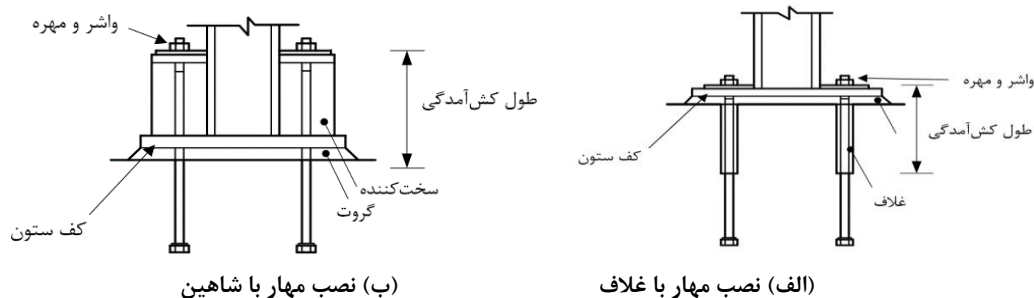 واشر و مهره
طول کش‌آمدگی
سخت‌کننده
گروت
کف ستون
(ب) نصب مهار با شاهین
واشر و مهره
طول کش‌آمدگی
کف ستون
غلاف
(الف) نصب مهار با غلاف